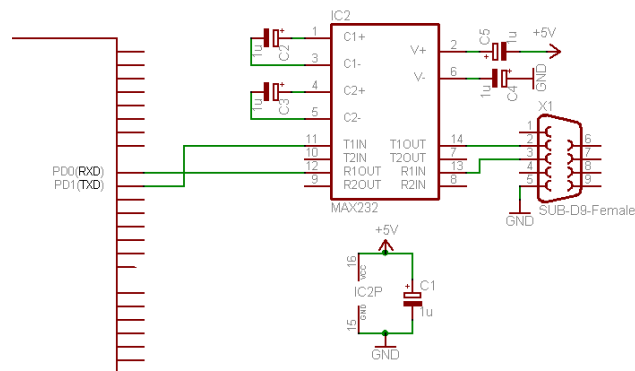 IC2
C1+
C1-
C2+
C2-
T1IN
T2IN
R1OUT
R2OUT
V+
V-
T1OUT
T2OUT
R1IN
R2IN
MAX232
1
3
4
5
11
10
12
9
2
6
14
7
13
8
1u
C2
+
1u
C3
+
C5
1u
+
+5V
1u
C4
+
GND
X1
1
2
3
4
5
6
7
8
9
SUB-D9-Female
GND
PD0(RXD)
PD1(TXD)
+5V
16
VCC
IC2P
15
GND
+
C1
1u
GND